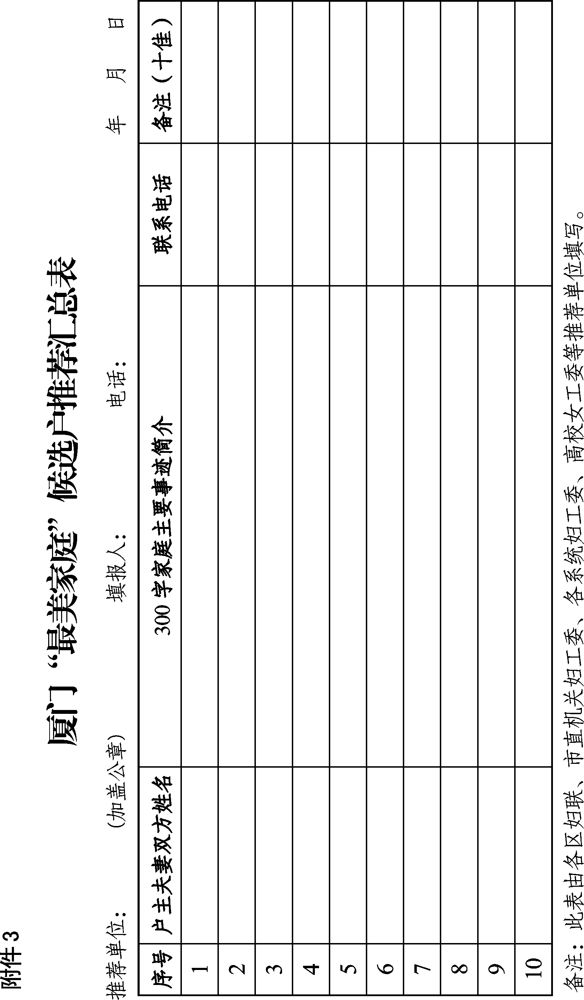 附件 3
厦门“最美家庭”候选户推荐汇总表
推荐单位： (加盖公章) 填报人： 电话： 年 月 日
序号 户主夫妻双方姓名 300 字家庭主要事迹简介 联系电话 备注（十佳）
1
2
3
4
5
6
7
8
9
10
备注：此表由各区妇联、市直机关妇工委、各系统妇工委、高校女工委等推荐单位填写。